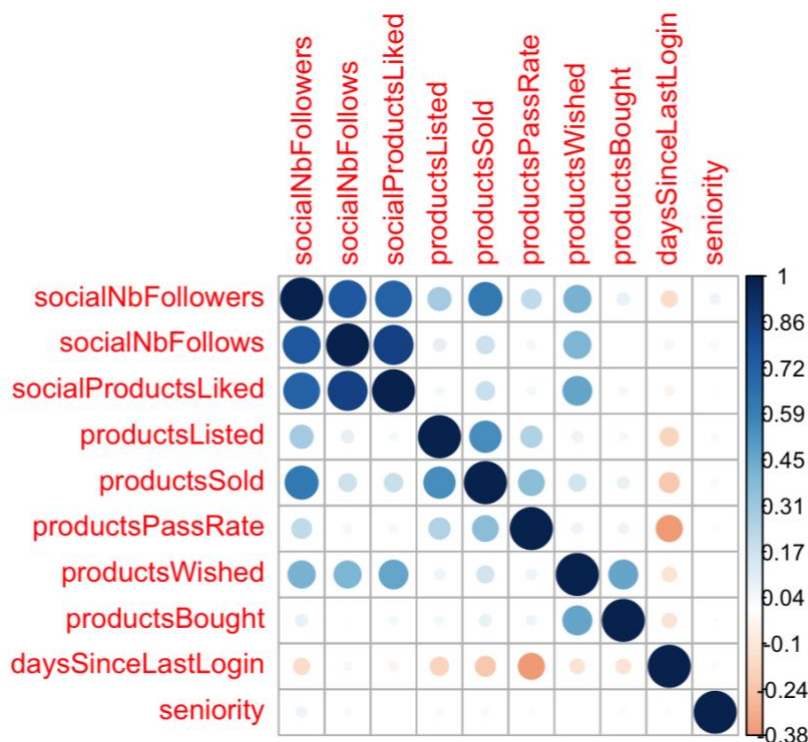 socialNbFollowers
socialNbFollows
socialProductsLiked
productsListed
productsSold
productsPassRate
productsWished
productsBought
daysSinceLastLogin
seniority
socialNbFollowers
socialNbFollows
socialProductsLiked
productsListed
productsSold
productsPassRate
productsWished
productsBought
daysSinceLastLogin
seniority
1
0.86
0.72
0.59
0.45
0.31
0.17
0.04
-0.1
-0.24
-0.38